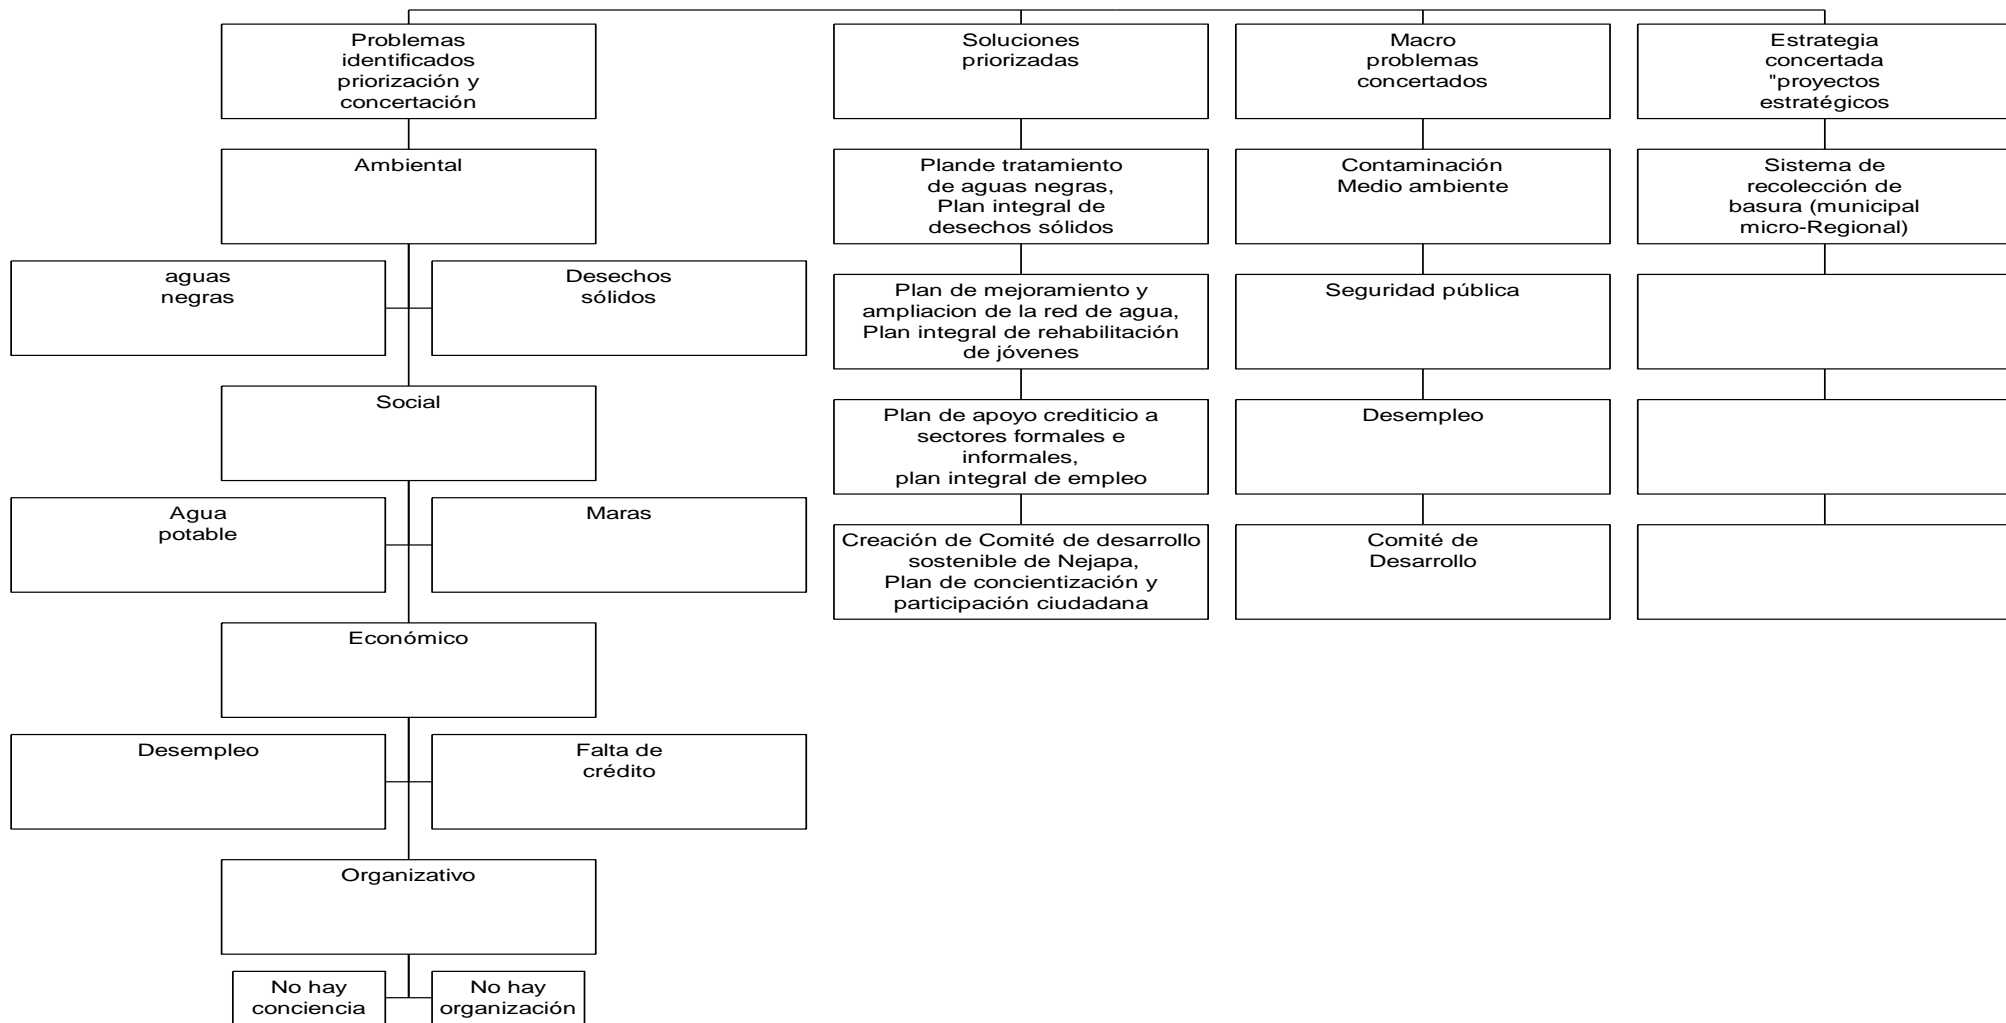 Problemas
identificados
priorización y
concertación
Ambiental
aguas
negras
Desechos
sólidos
Social
Agua
potable
Maras
Económico
Desempleo
Falta de
crédito
Organizativo
No hay
conciencia
No hay
organización
Soluciones
priorizadas
Plande tratamiento
de aguas negras,
Plan integral de
desechos sólidos
Plan de mejoramiento y
ampliacion de la red de agua,
Plan integral de rehabilitación
de jóvenes
Plan de apoyo crediticio a
sectores formales e
informales,
plan integral de empleo
Creación de Comité de desarrollo
sostenible de Nejapa,
Plan de concientización y
participación ciudadana
Macro
problemas
concertados
Contaminación
Medio ambiente
Seguridad pública
Desempleo
Comité de
Desarrollo
Estrategia
concertada
"proyectos
estratégicos
Sistema de
recolección de
basura (municipal
micro-Regional)